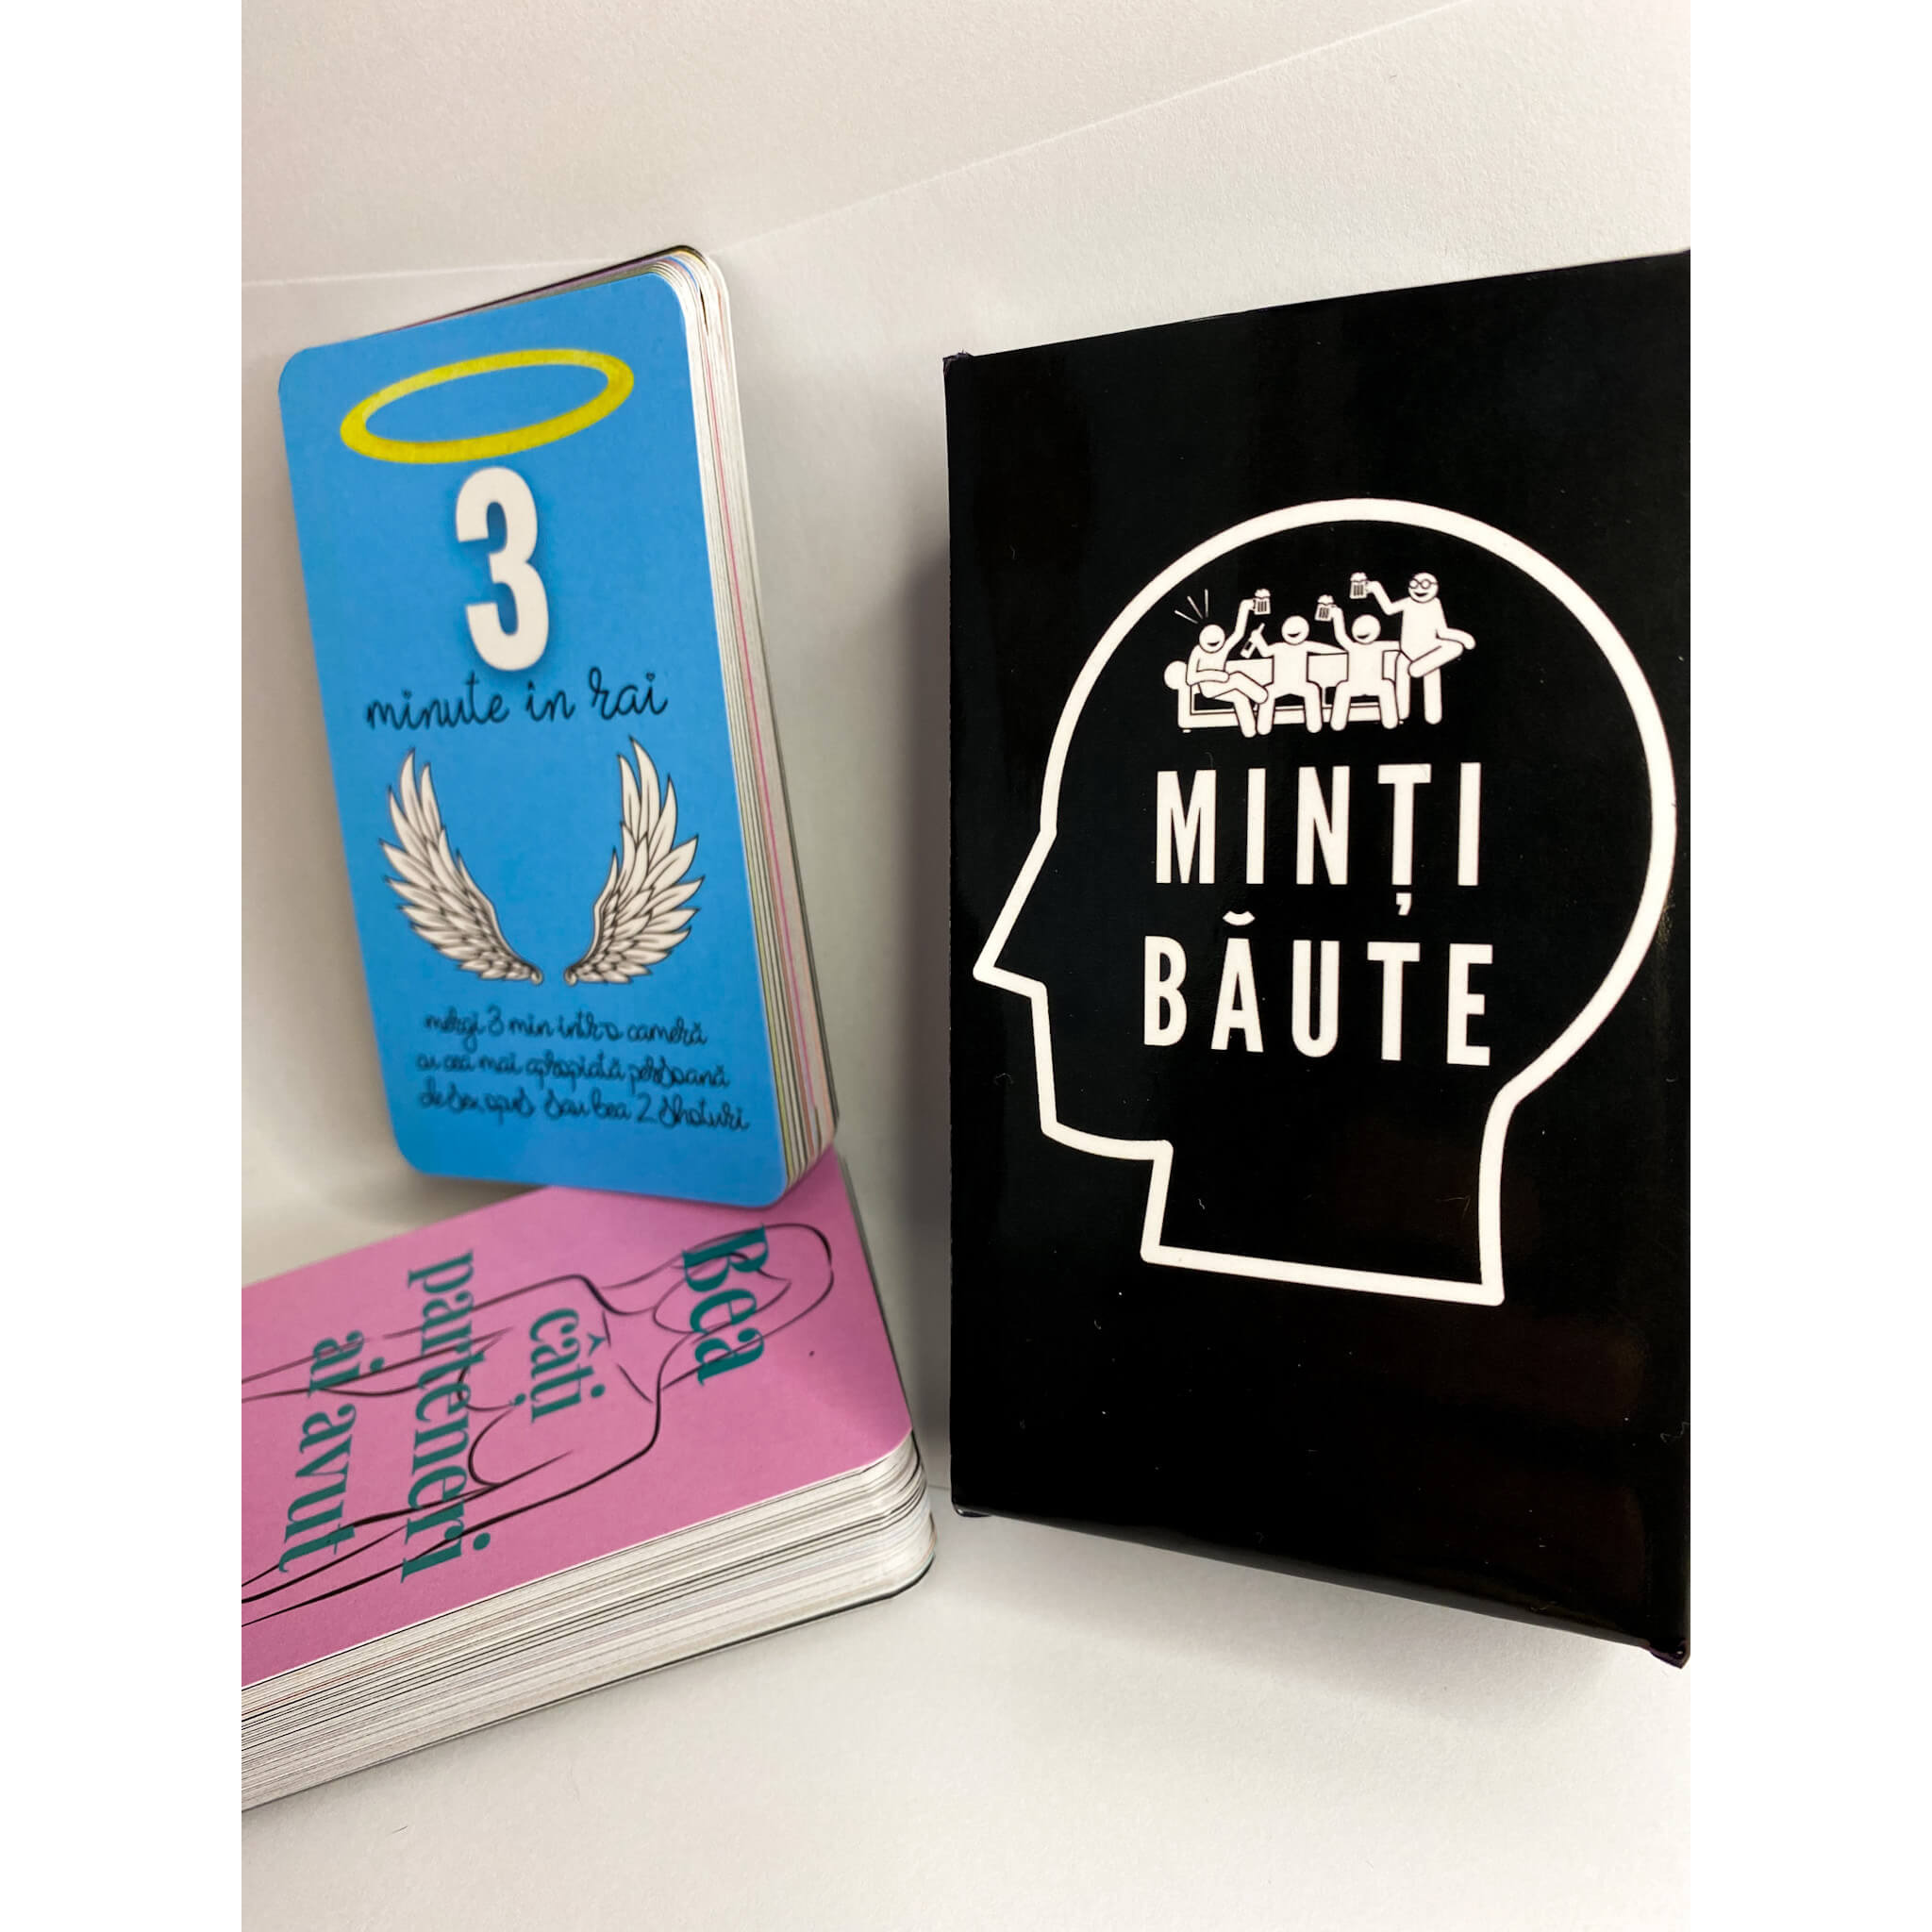 3
minute în rai
mergi 3 min intr-o cameră
cu cea mai apropiată persoană
de sex opus sau bea 2 shoturi
Bea
câți
parteneri
ai avut
MINȚI
BĂUTE